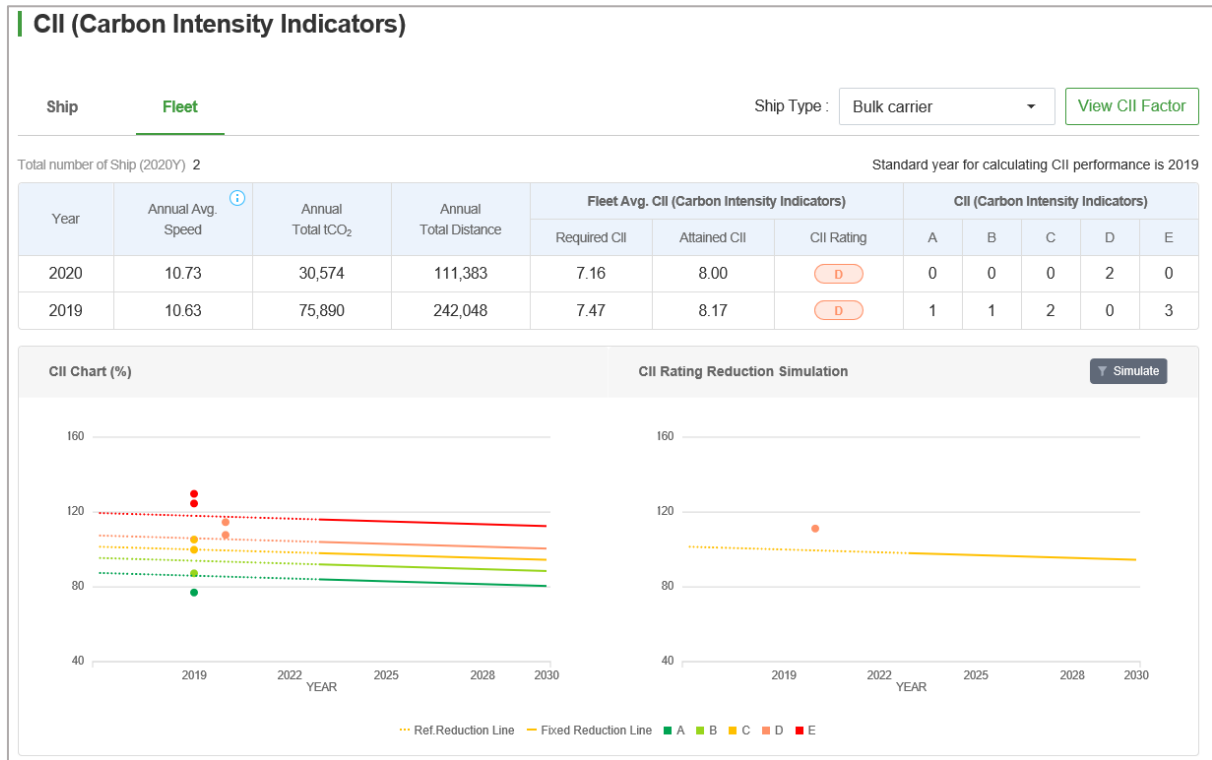 CII (Carbon Intensity Indicators)
Ship Fleet Ship Type : Bulk carrier View CII Factor
Total number of Ship (2020Y) 2 Standard year for calculating CII performance is 2019
Year Annual Avg. Speed Annual Total tCO₂ Annual Total Distance Fleet Avg. CII (Carbon Intensity Indicators) CII (Carbon Intensity Indicators)
Required CII Attained CII CII Rating A B C D E
2020 10.73 30,574 111,383 7.16 8.00 D 0 0 0 2 0
2019 10.63 75,890 242,048 7.47 8.17 D 1 1 2 0 3
CII Chart (%) CII Rating Reduction Simulation Simulate
160 160
120 120
80 80
40 40
2019 2022 2025 2028 2030 2019 2022 2025 2028 2030
YEAR YEAR
Ref.Reduction Line Fixed Reduction Line A B C D E